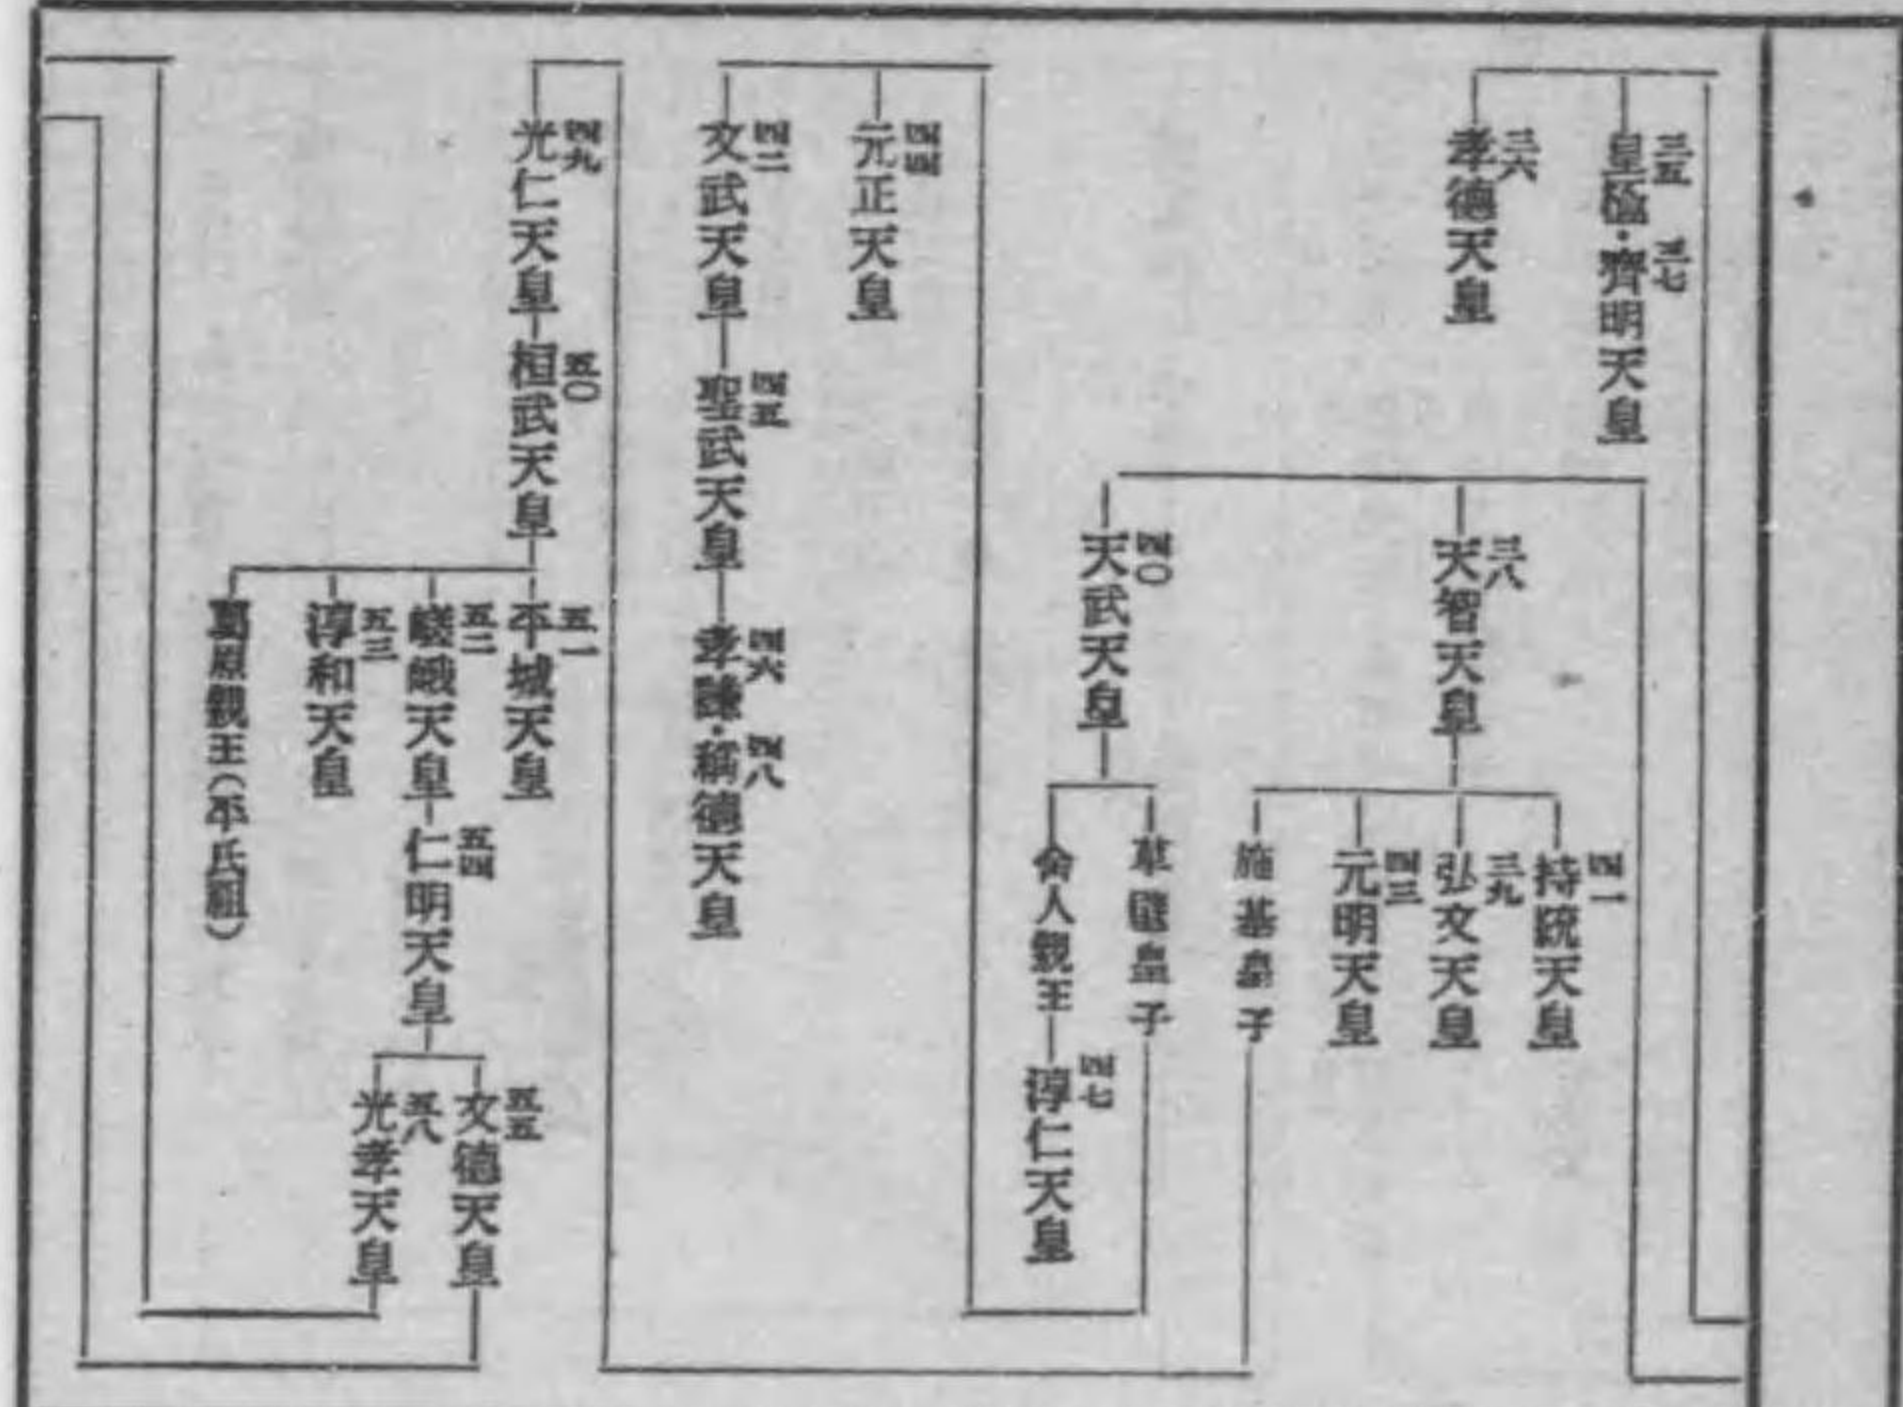 三五 三七
皇極・齊明天皇
三六
孝德天皇
三八
天智天皇
四一
持統天皇
三九
弘文天皇
四三
元明天皇
施基皇子
四〇
天武天皇
草壁皇子
舍人親王
四七
淳仁天皇
四四
元正天皇
四二
文武天皇
四五
聖武天皇
四六 四八
孝謙・稱德天皇
四九
光仁天皇
五〇
桓武天皇
五一
平城天皇
五二
嵯峨天皇
五四
仁明天皇
五五
文德天皇
五八
光孝天皇
五三
淳和天皇
葛原親王(平氏祖)